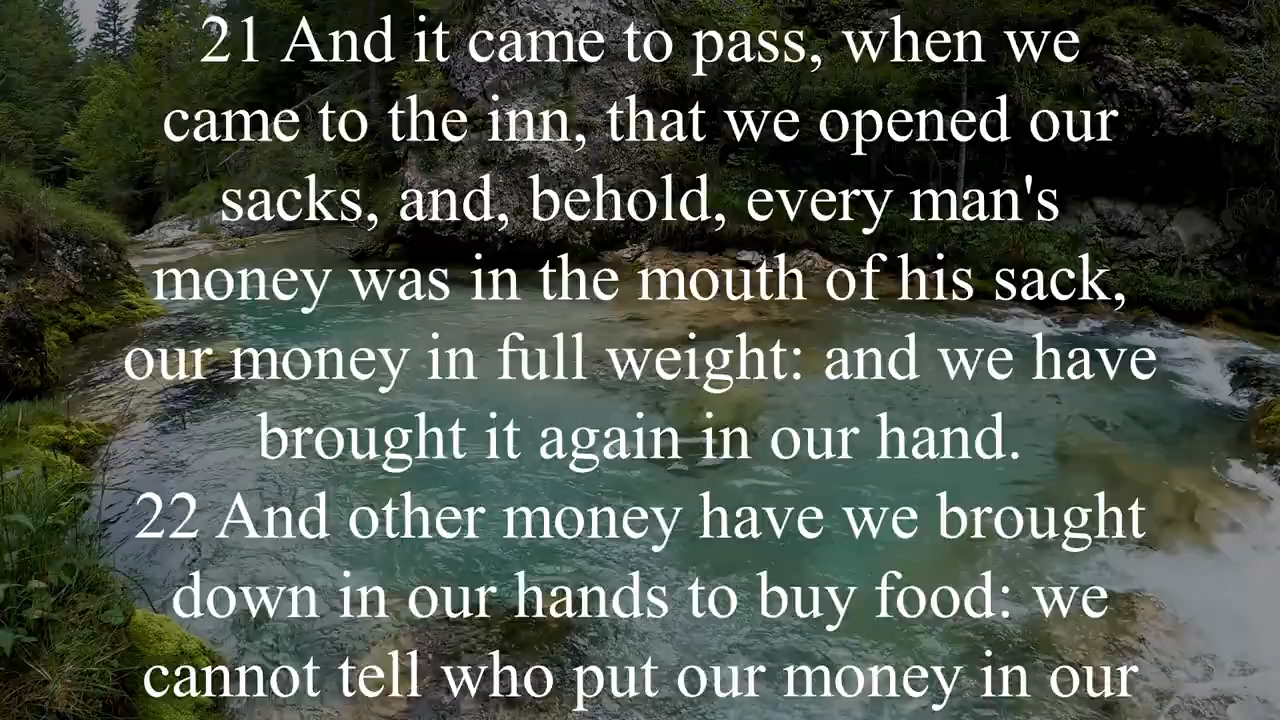 21 And it came to pass, when we
came to the inn, that we opened our
sacks, and, behold, every man's
money was in the mouth of his sack,
our money in full weight: and we have
brought it again in our hand.
22 And other money have we brought
down in our hands to buy food: we
cannot tell who put our money in our